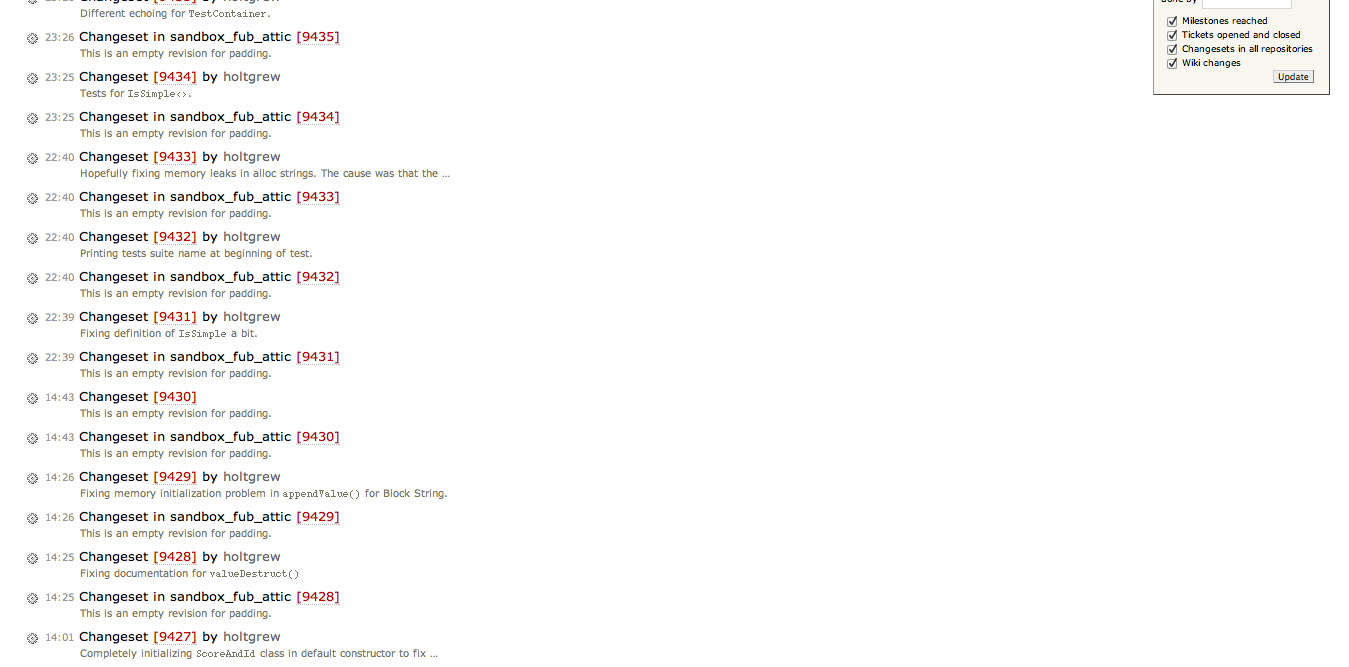 Different echoing for TestContainer.
23:26 Changeset in sandbox_fub_attic [9435]
This is an empty revision for padding.
23:25 Changeset [9434] by holtgrew
Tests for IsSimple<>.
23:25 Changeset in sandbox_fub_attic [9434]
This is an empty revision for padding.
22:40 Changeset [9433] by holtgrew
Hopefully fixing memory leaks in alloc strings. The cause was that the …
22:40 Changeset in sandbox_fub_attic [9433]
This is an empty revision for padding.
22:40 Changeset [9432] by holtgrew
Printing tests suite name at beginning of test.
22:40 Changeset in sandbox_fub_attic [9432]
This is an empty revision for padding.
22:39 Changeset [9431] by holtgrew
Fixing definition of IsSimple a bit.
22:39 Changeset in sandbox_fub_attic [9431]
This is an empty revision for padding.
14:43 Changeset [9430]
This is an empty revision for padding.
14:43 Changeset in sandbox_fub_attic [9430]
This is an empty revision for padding.
14:26 Changeset [9429] by holtgrew
Fixing memory initialization problem in appendValue() for Block String.
14:26 Changeset in sandbox_fub_attic [9429]
This is an empty revision for padding.
14:25 Changeset [9428] by holtgrew
Fixing documentation for valueDestruct()
14:25 Changeset in sandbox_fub_attic [9428]
This is an empty revision for padding.
14:01 Changeset [9427] by holtgrew
Completely initializing ScoreAndId class in default constructor to fix …
Milestones reached
Tickets opened and closed
Changesets in all repositories
Wiki changes
Update